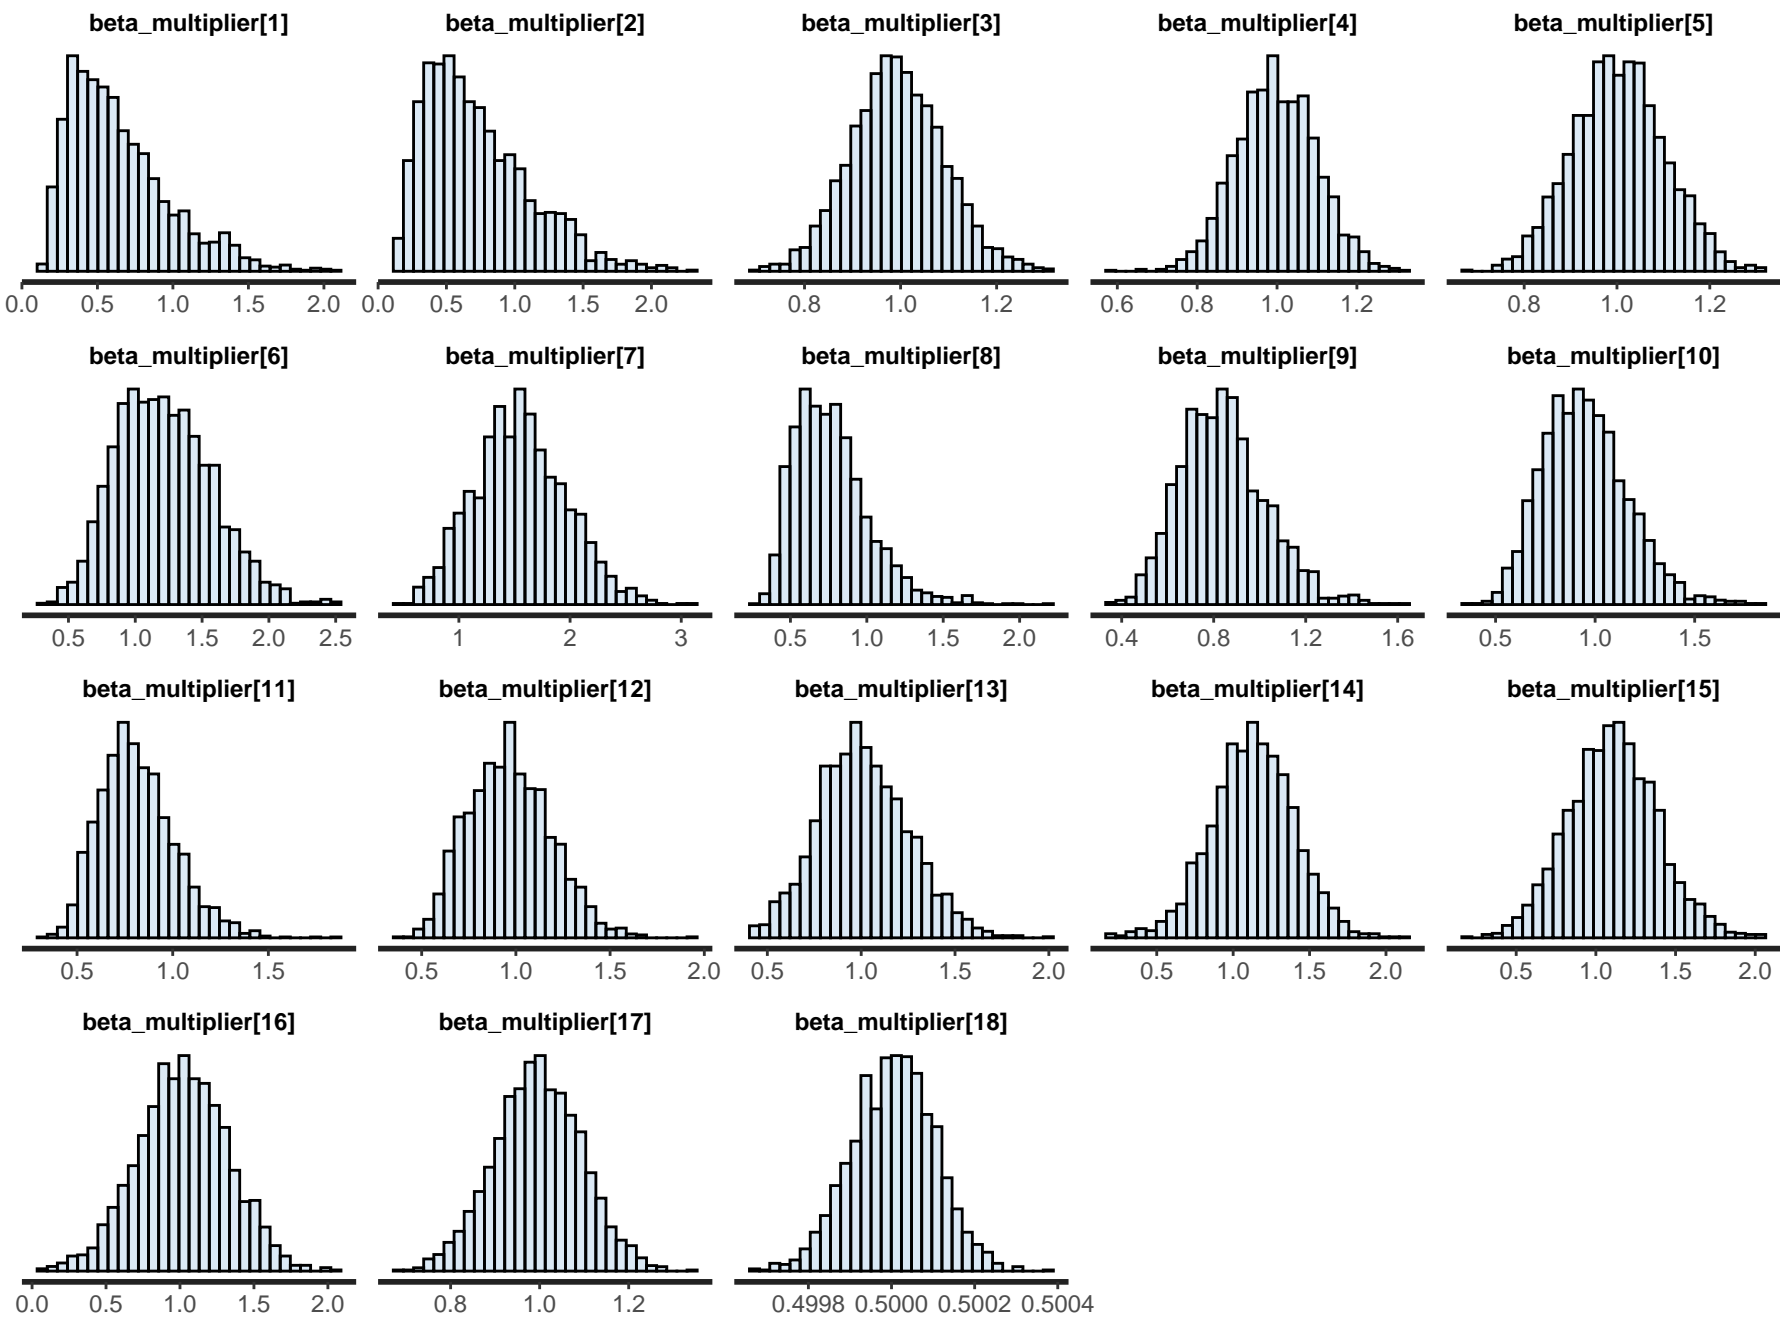 beta_multiplier[1] beta_multiplier[2] beta_multiplier[3] beta_multiplier[4] beta_multiplier[5]
0.0 0.5 1.0 1.5 2.0 0.0 0.5 1.0 1.5 2.0 0.8 1.0 1.2 0.6 0.8 1.0 1.2 0.8 1.0 1.2
beta_multiplier[6] beta_multiplier[7] beta_multiplier[8] beta_multiplier[9] beta_multiplier[10]
0.5 1.0 1.5 2.0 2.5 1 2 3 0.5 1.0 1.5 2.0 0.4 0.8 1.2 1.6 0.5 1.0 1.5
beta_multiplier[11] beta_multiplier[12] beta_multiplier[13] beta_multiplier[14] beta_multiplier[15]
0.5 1.0 1.5 0.5 1.0 1.5 2.0 0.5 1.0 1.5 2.0 0.5 1.0 1.5 2.0 0.5 1.0 1.5 2.0
beta_multiplier[16] beta_multiplier[17] beta_multiplier[18]
0.0 0.5 1.0 1.5 2.0 0.8 1.0 1.2 0.4998 0.5000 0.5002 0.5004